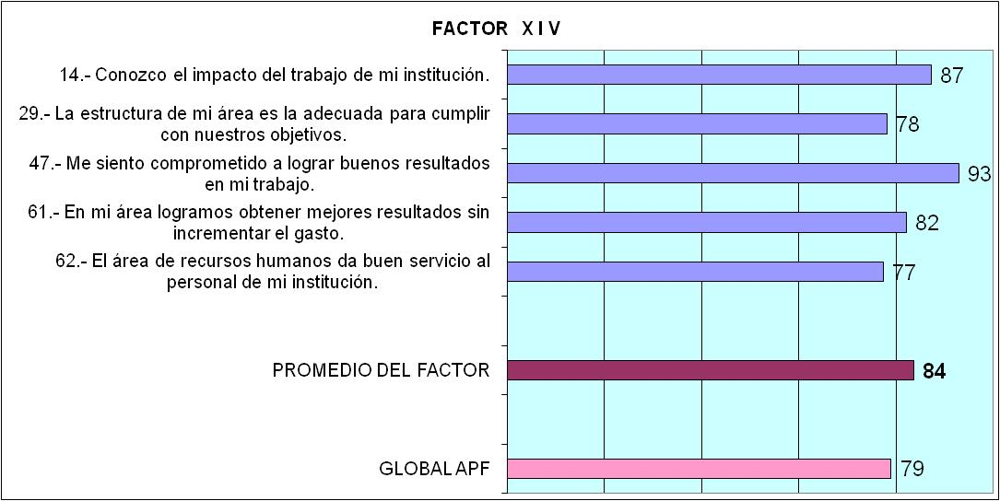 FACTOR X I V
14.- Conozco el impacto del trabajo de mi institución.
87
29.- La estructura de mi área es la adecuada para cumplir
con nuestros objetivos.
78
47.- Me siento comprometido a lograr buenos resultados
en mi trabajo.
93
61.- En mi área logramos obtener mejores resultados sin
incrementar el gasto.
82
62.- El área de recursos humanos da buen servicio al
personal de mi institución.
77
PROMEDIO DEL FACTOR
84
GLOBAL APF
79